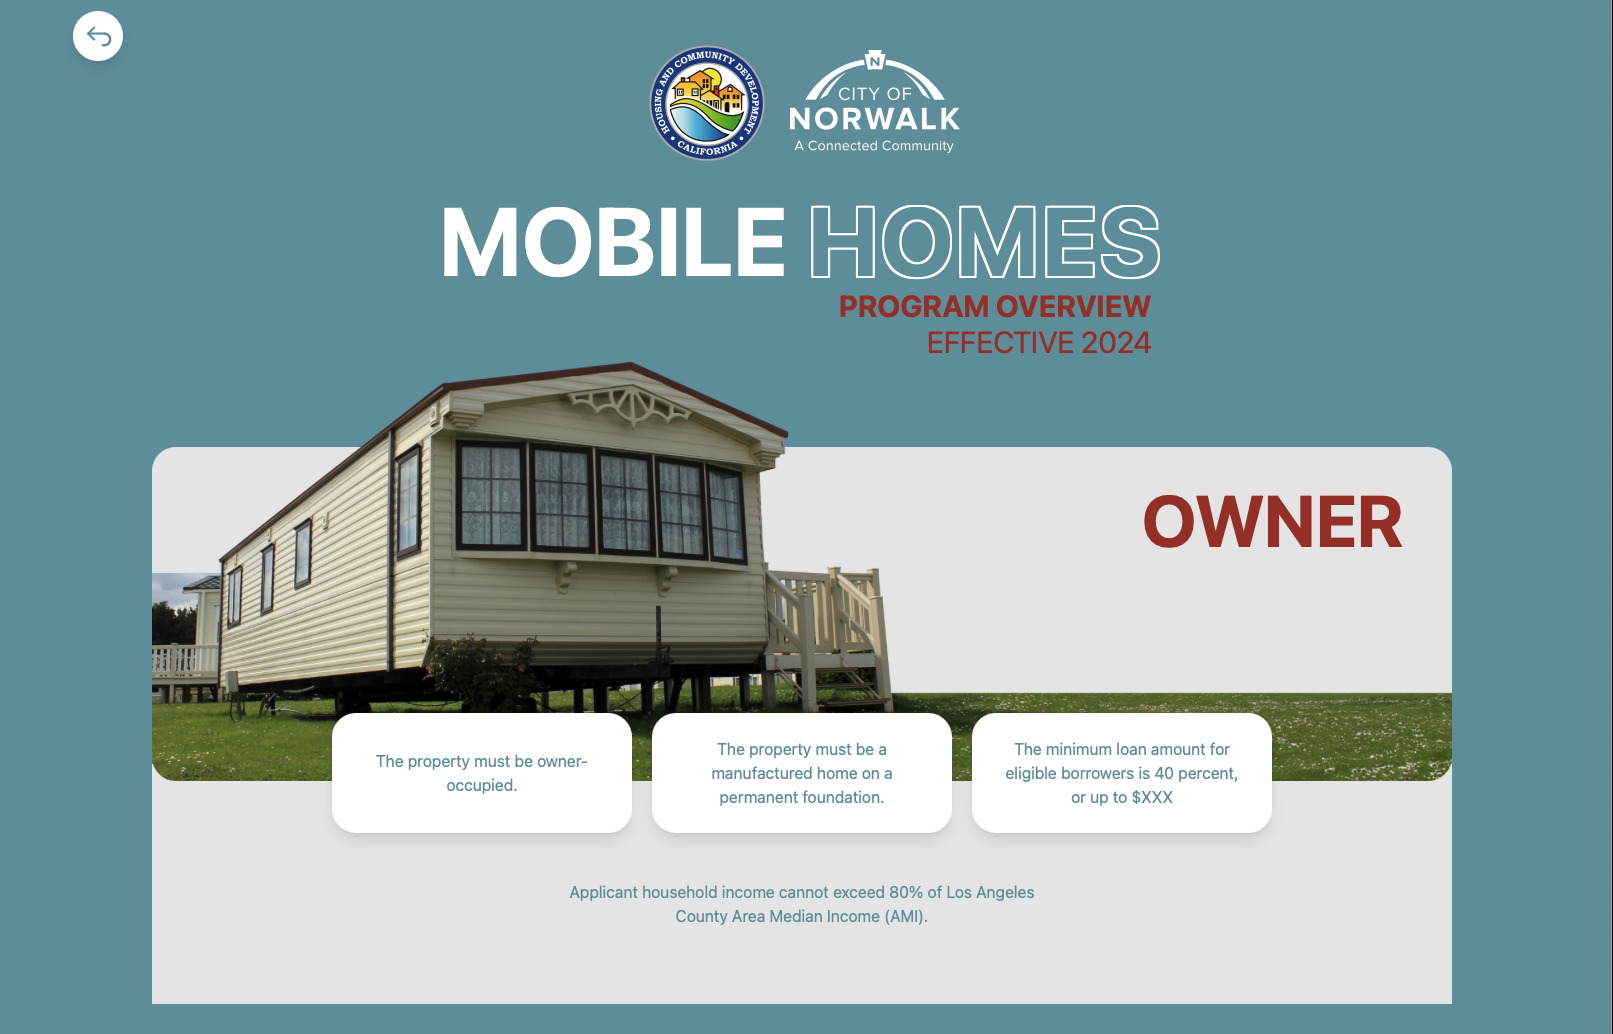 HOUSING AND COMMUNITY DEVELOPMENT
• CALIFORNIA •
N
CITY OF
NORWALK
A Connected Community
MOBILE HOMES
PROGRAM OVERVIEW
EFFECTIVE 2024
OWNER
The property must be owner-
occupied.
The property must be a
manufactured home on a
permanent foundation.
The minimum loan amount for
eligible borrowers is 40 percent,
or up to $XXX
Applicant household income cannot exceed 80% of Los Angeles
County Area Median Income (AMI).